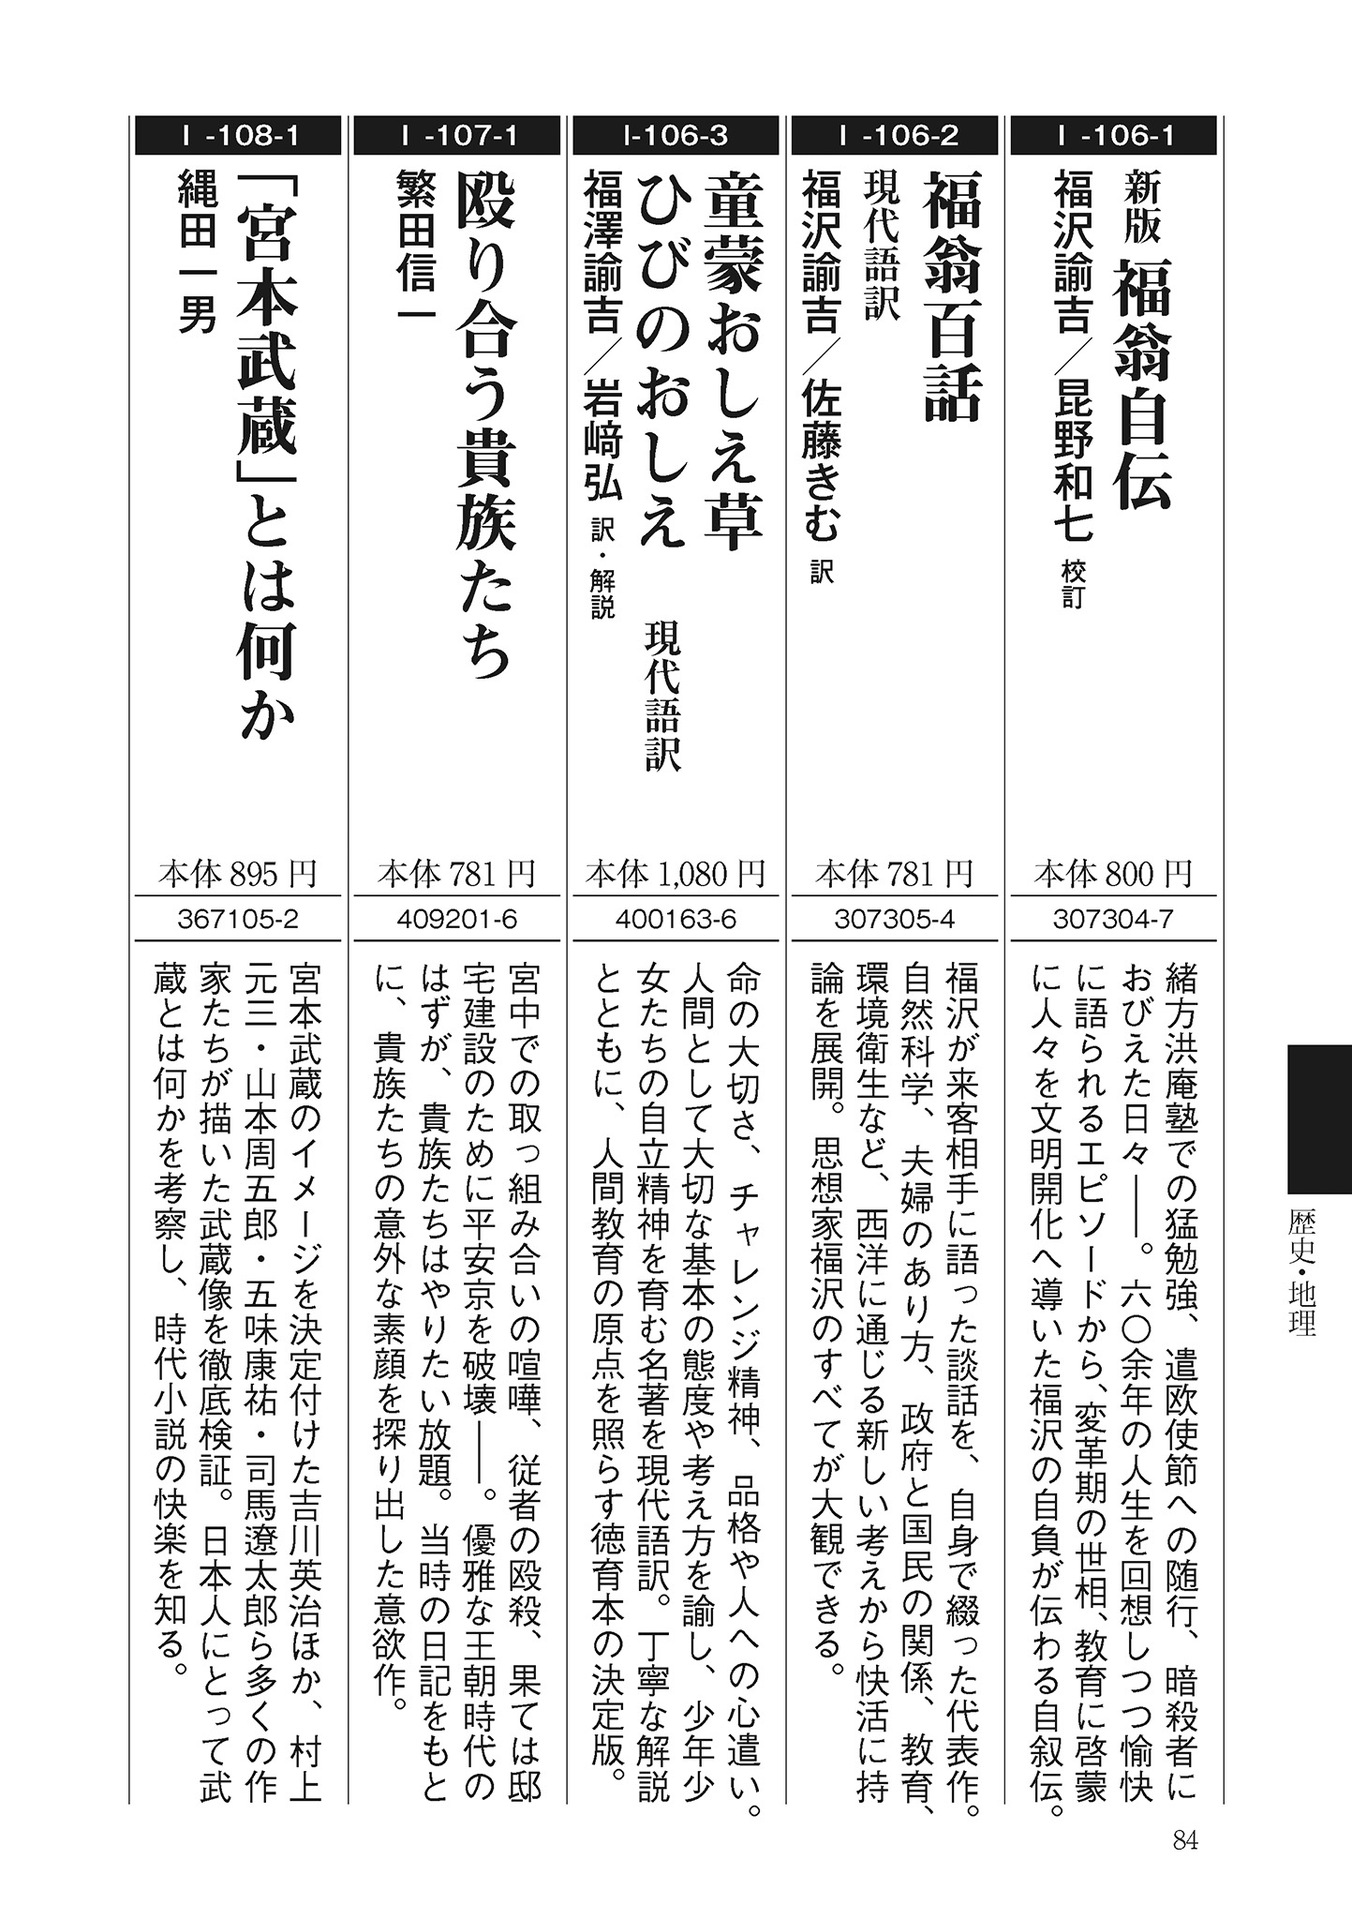 I-106-1
新版 福翁自伝
福沢諭吉／昆野和七 校訂
本体800円
307304-7
緒方洪庵塾での猛勉強、遣欧使節への随行、暗殺者に
おびえた日々――。六〇余年の人生を回想しつつ愉快
に語られるエピソードから、変革期の世相、教育に啓蒙
に人々を文明開化へ導いた福沢の自負が伝わる自叙伝。
I-106-2
福翁百話
現代語訳
福沢諭吉／佐藤きむ 訳
本体781円
307305-4
福沢が来客相手に語った談話を、自身で綴った代表作。
自然科学、夫婦のあり方、政府と国民の関係、教育、
環境衛生など、西洋に通じる新しい考えから快活に持
論を展開。思想家福沢のすべてが大観できる。
I-106-3
童蒙おしえ草
ひびのおしえ 現代語訳
福澤諭吉／岩﨑弘 訳・解説
本体1,080円
400163-6
命の大切さ、チャレンジ精神、品格や人への心遣い。
人間として大切な基本の態度や考え方を諭し、少年少
女たちの自立精神を育む名著を現代語訳。丁寧な解説
とともに、人間教育の原点を照らす徳育本の決定版。
I-107-1
殴り合う貴族たち
繁田信一
本体781円
409201-6
宮中での取っ組み合いの喧嘩、従者の殴殺、果ては邸
宅建設のために平安京を破壊――。優雅な王朝時代の
はずが、貴族たちはやりたい放題。当時の日記をもと
に、貴族たちの意外な素顔を探り出した意欲作。
I-108-1
「宮本武蔵」とは何か
縄田一男
本体895円
367105-2
宮本武蔵のイメージを決定付けた吉川英治ほか、村上
元三・山本周五郎・五味康祐・司馬遼太郎ら多くの作
家たちが描いた武蔵像を徹底検証。日本人にとって武
蔵とは何かを考察し、時代小説の快楽を知る。
歴史・地理
84